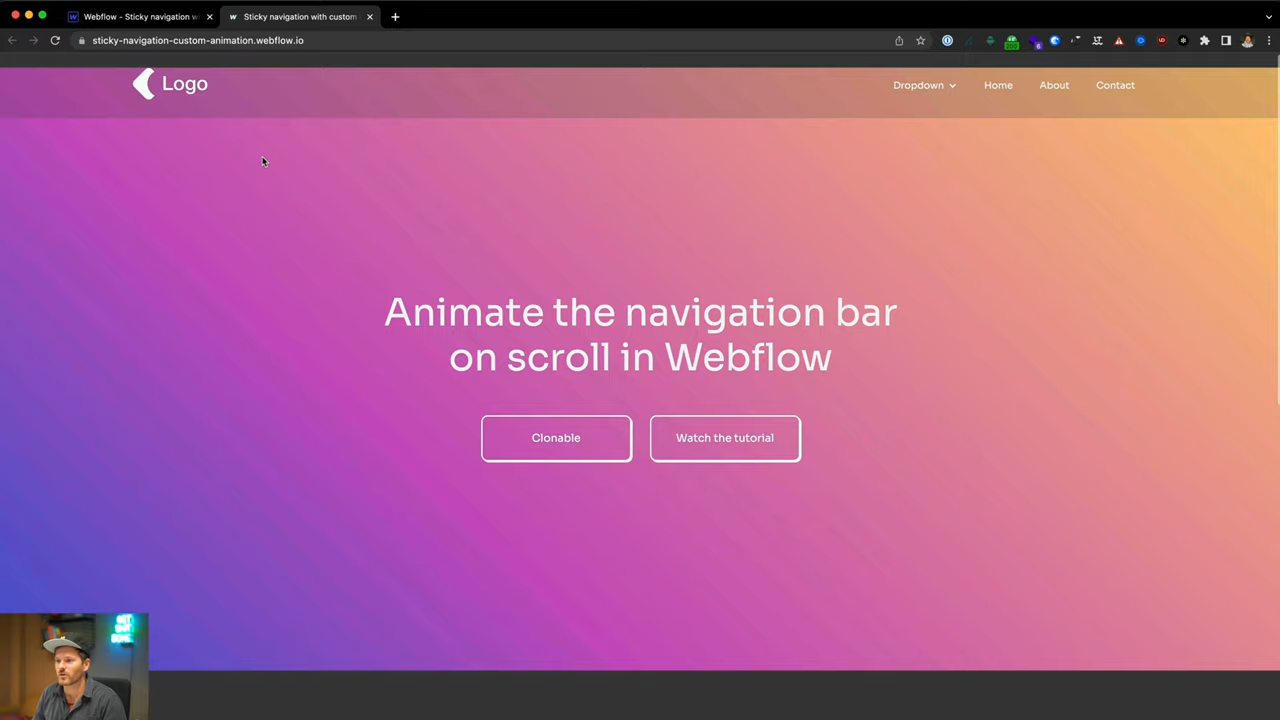 Webflow - Sticky navigation wi
Sticky navigation with custom
sticky-navigation-custom-animation.webflow.io
Logo
Dropdown
Home
About
Contact
Animate the navigation bar
on scroll in Webflow
Clonable
Watch the tutorial